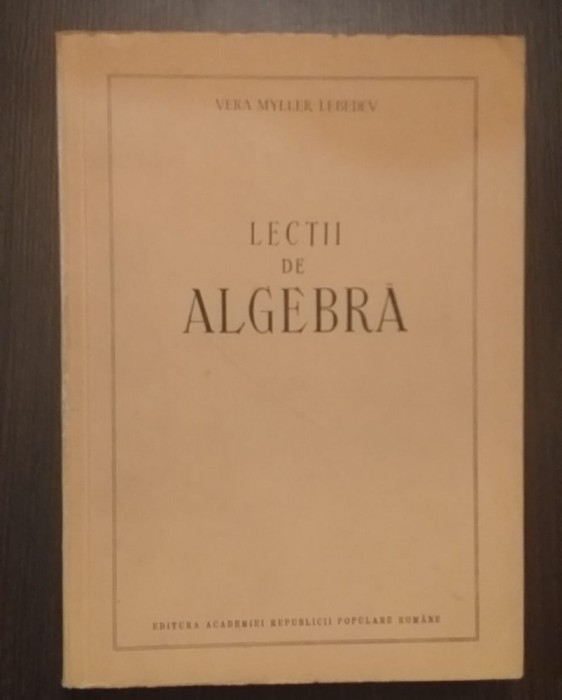 VERA MYLLER-LEBEDEV
LECȚII
DE
ALGEBRĂ
EDITURA ACADEMIEI REPUBLICII POPULARE ROMÂNE